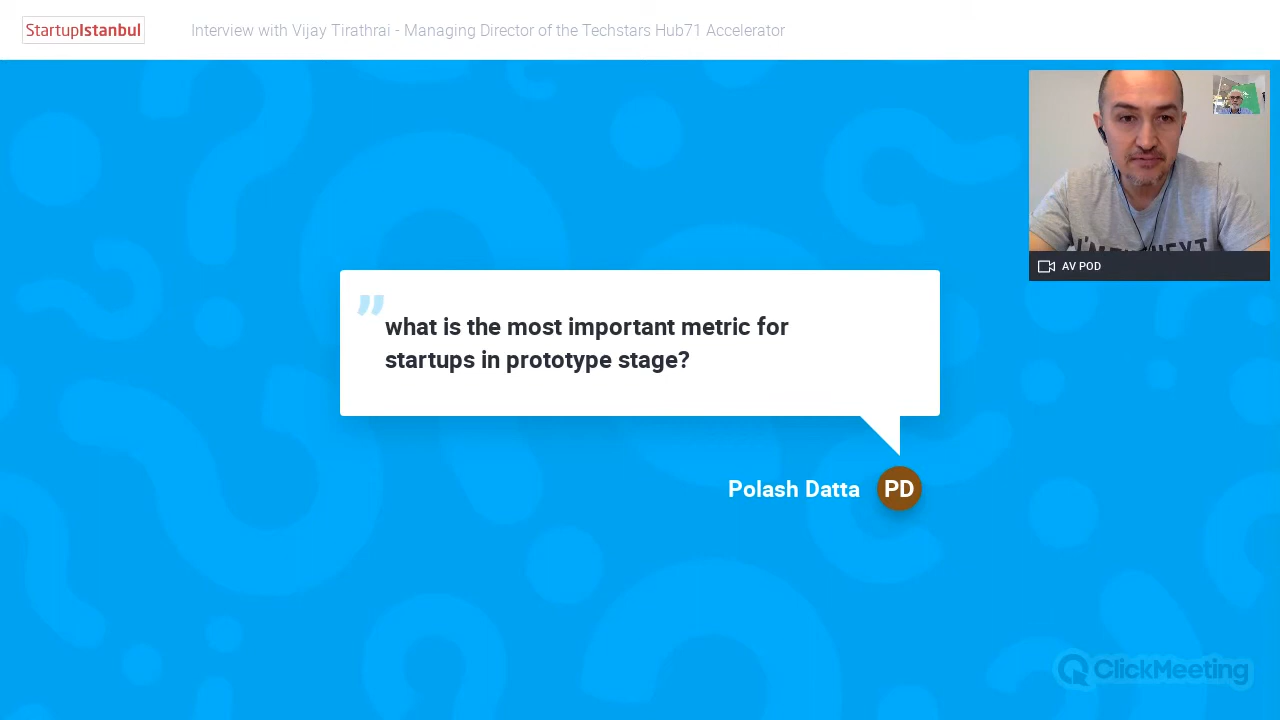 StartupIstanbul
Interview with Vijay Tirathrai - Managing Director of the Techstars Hub71 Accelerator
AV POD
"
what is the most important metric for
startups in prototype stage?
Polash Datta
PD
ClickMeeting